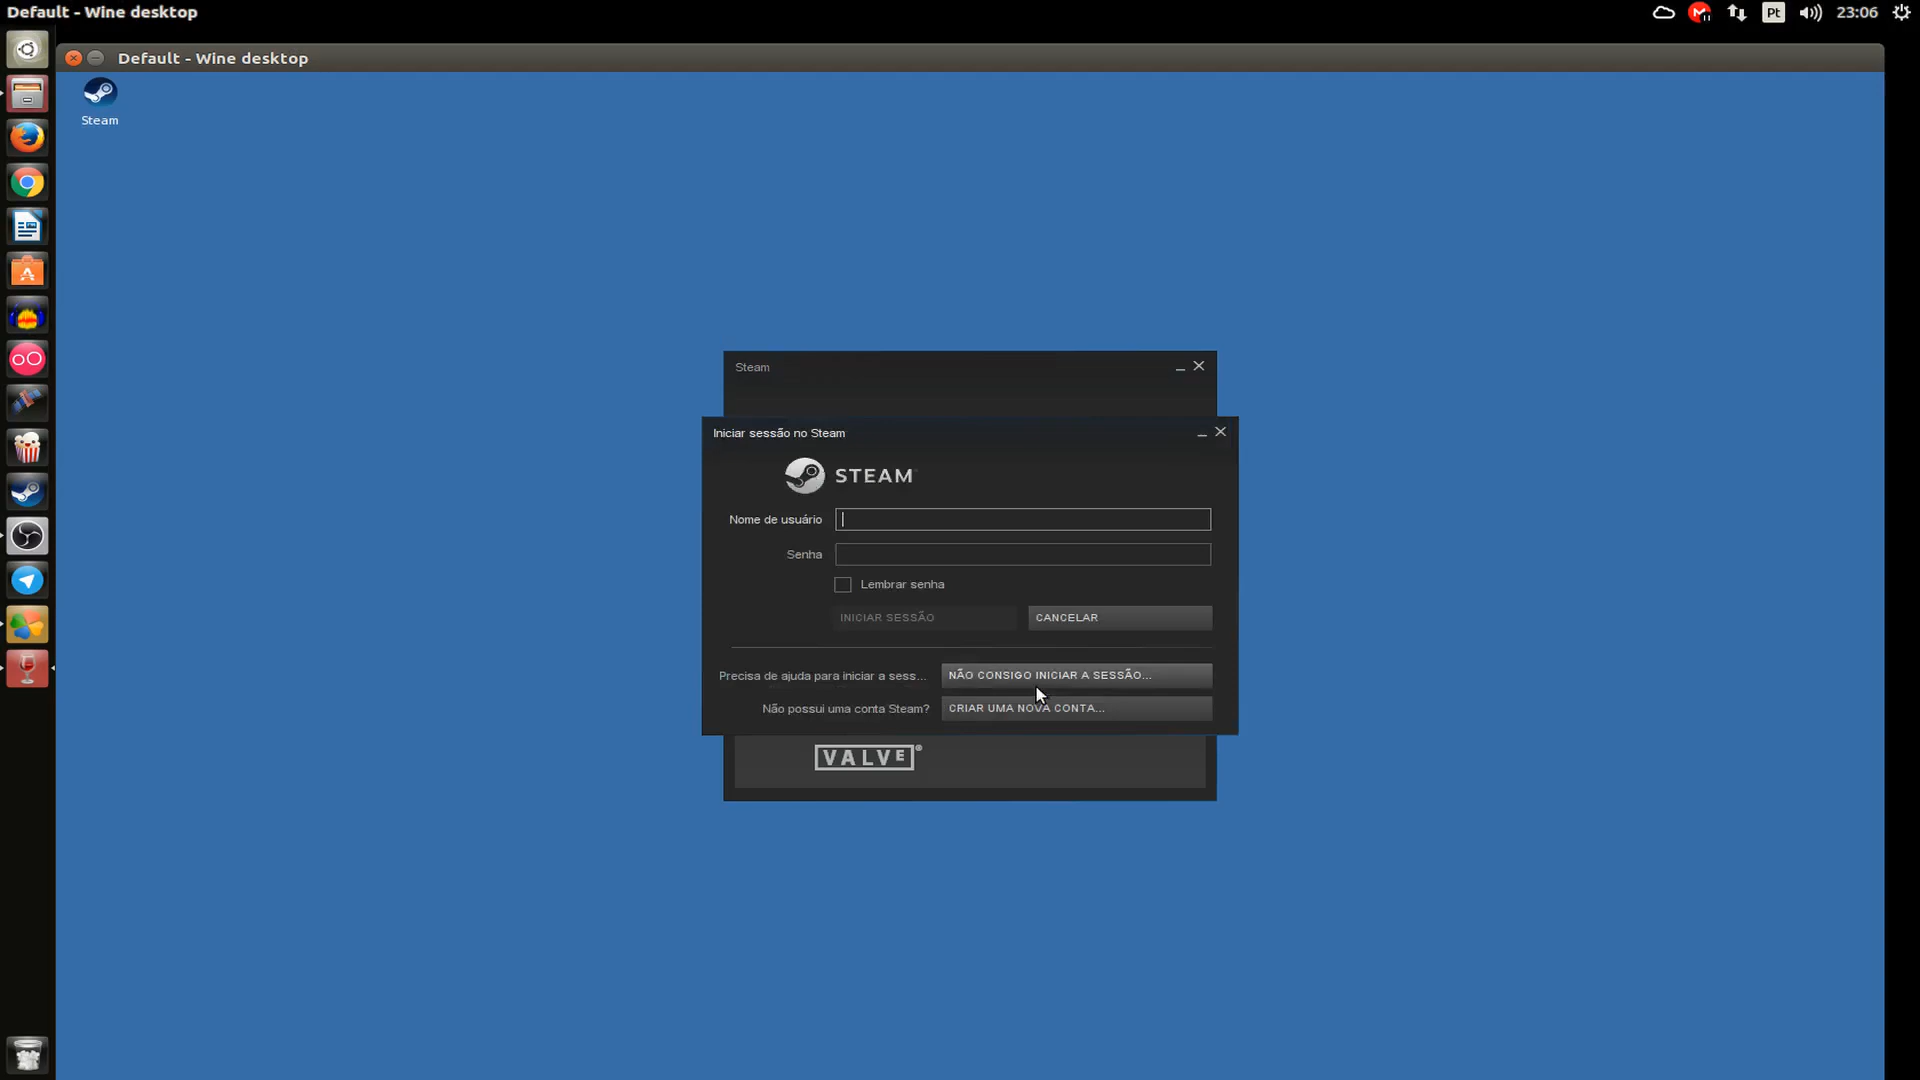 Default - Wine desktop
Pt
23:06
Default - Wine desktop
Steam
Steam
Iniciar sessão no Steam
STEAM
Nome de usuário
Senha
Lembrar senha
INICIAR SESSÃO
CANCELAR
Precisa de ajuda para iniciar a sess...
NÃO CONSIGO INICIAR A SESSÃO...
Não possui uma conta Steam?
CRIAR UMA NOVA CONTA...
VALVE®